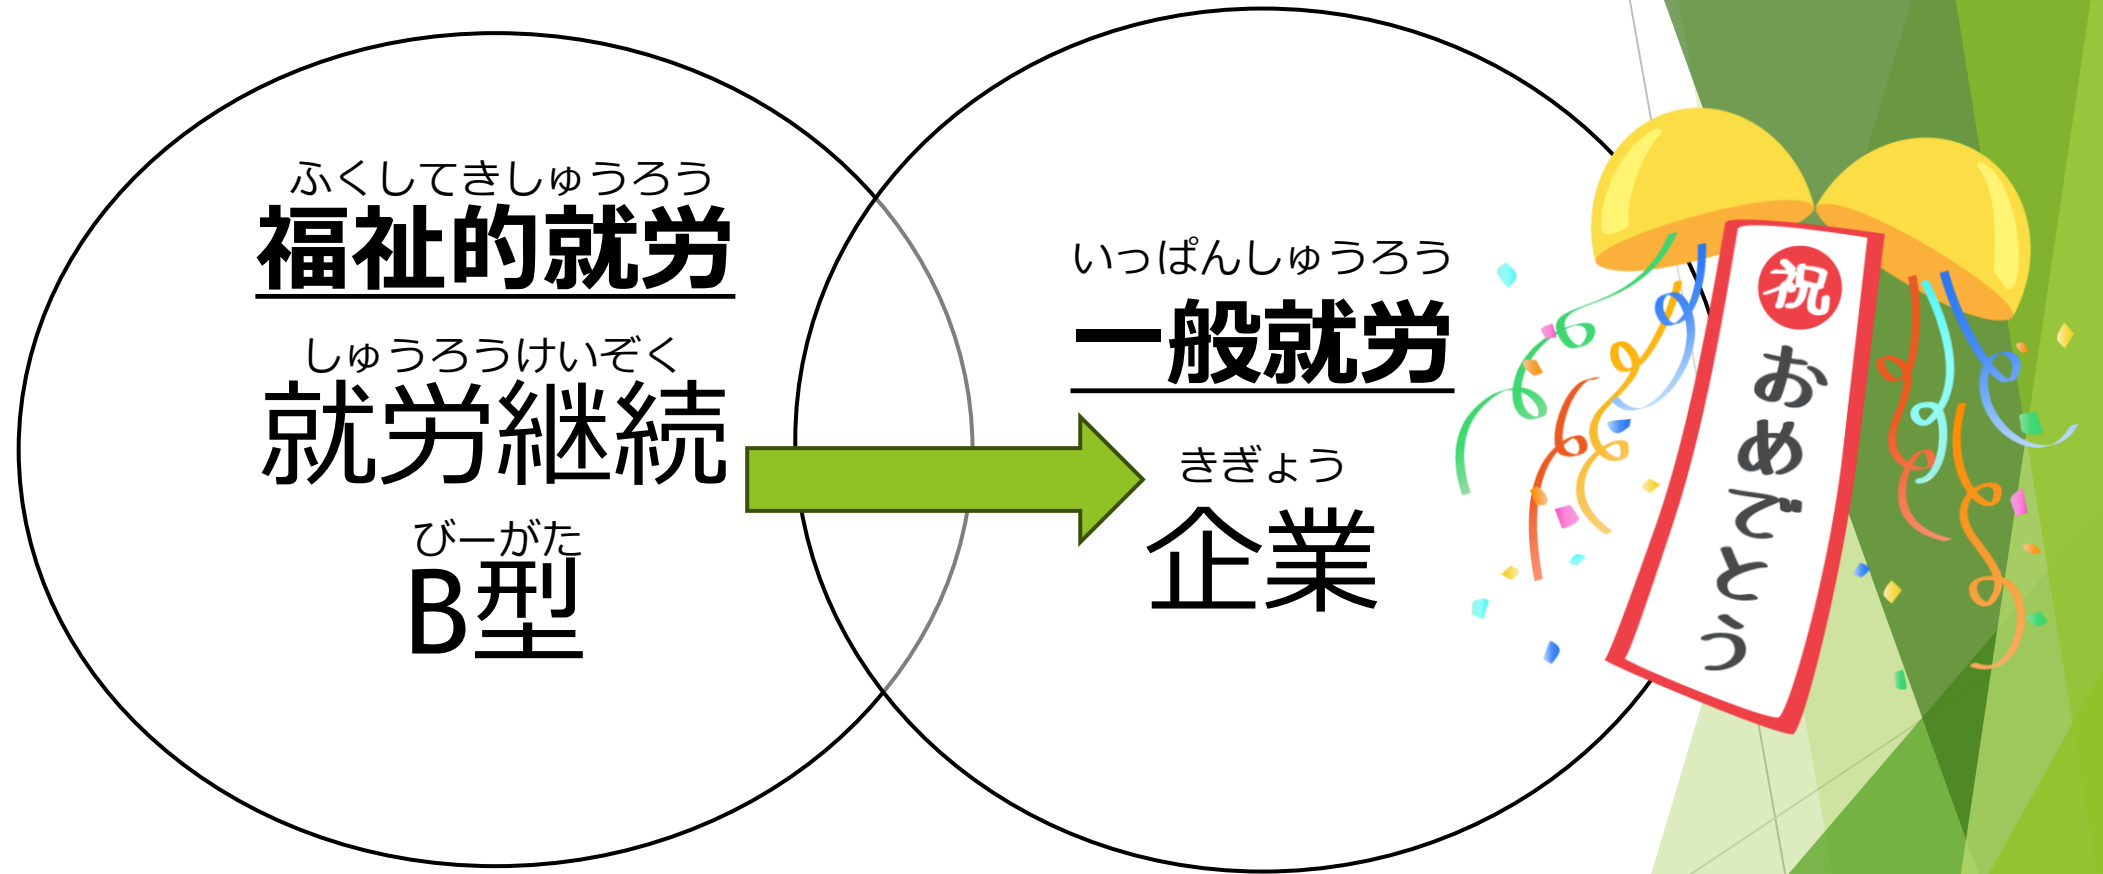 ふくしてきしゅうろう
福祉的就労
しゅうろうけいぞく
就労継続
びーがた
B型
いっぱんしゅうろう
一般就労
きぎょう
企業
祝
おめでとう